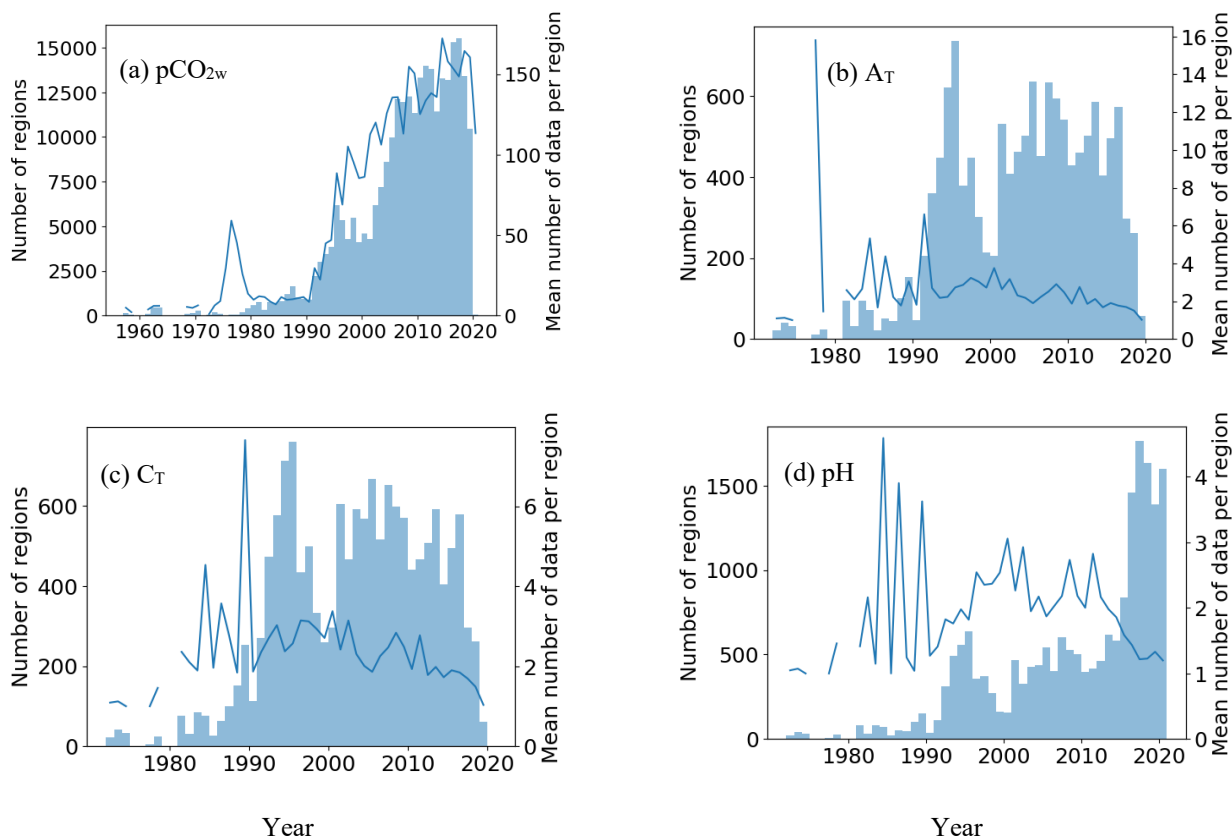 (a) pCO2w
Number of regions
15000
12500
10000
7500
5000
2500
0
150
100
50
0
Mean number of data per region
1960 1970 1980 1990 2000 2010 2020
(b) AT
Number of regions
600
400
200
0
16
14
12
10
8
6
4
2
0
Mean number of data per region
1980 1990 2000 2010 2020
(c) CT
Number of regions
600
400
200
0
6
4
2
0
Mean number of data per region
1980 1990 2000 2010 2020
Year
(d) pH
Number of regions
1500
1000
500
0
4
3
2
1
0
Mean number of data per region
1980 1990 2000 2010 2020
Year